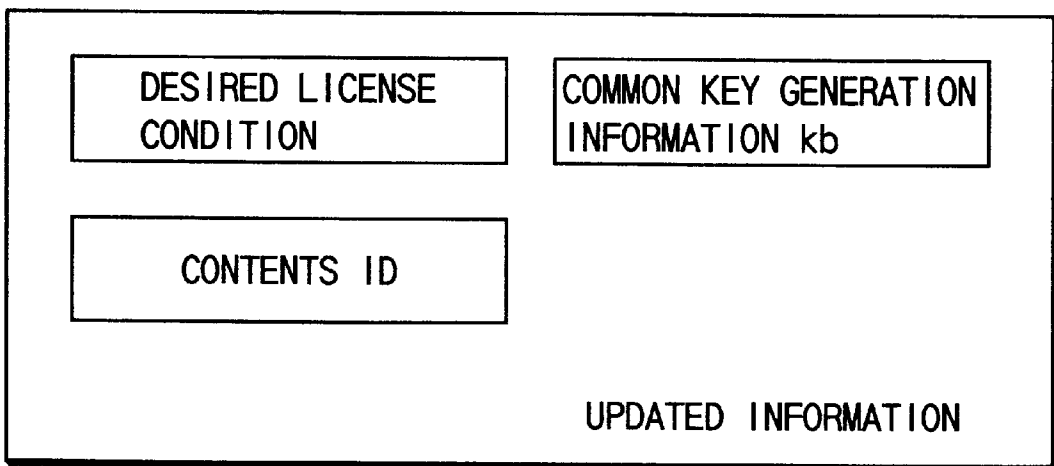 DESIRED LICENSE
CONDITION
COMMON KEY GENERATION
INFORMATION kb
CONTENTS ID
UPDATED INFORMATION